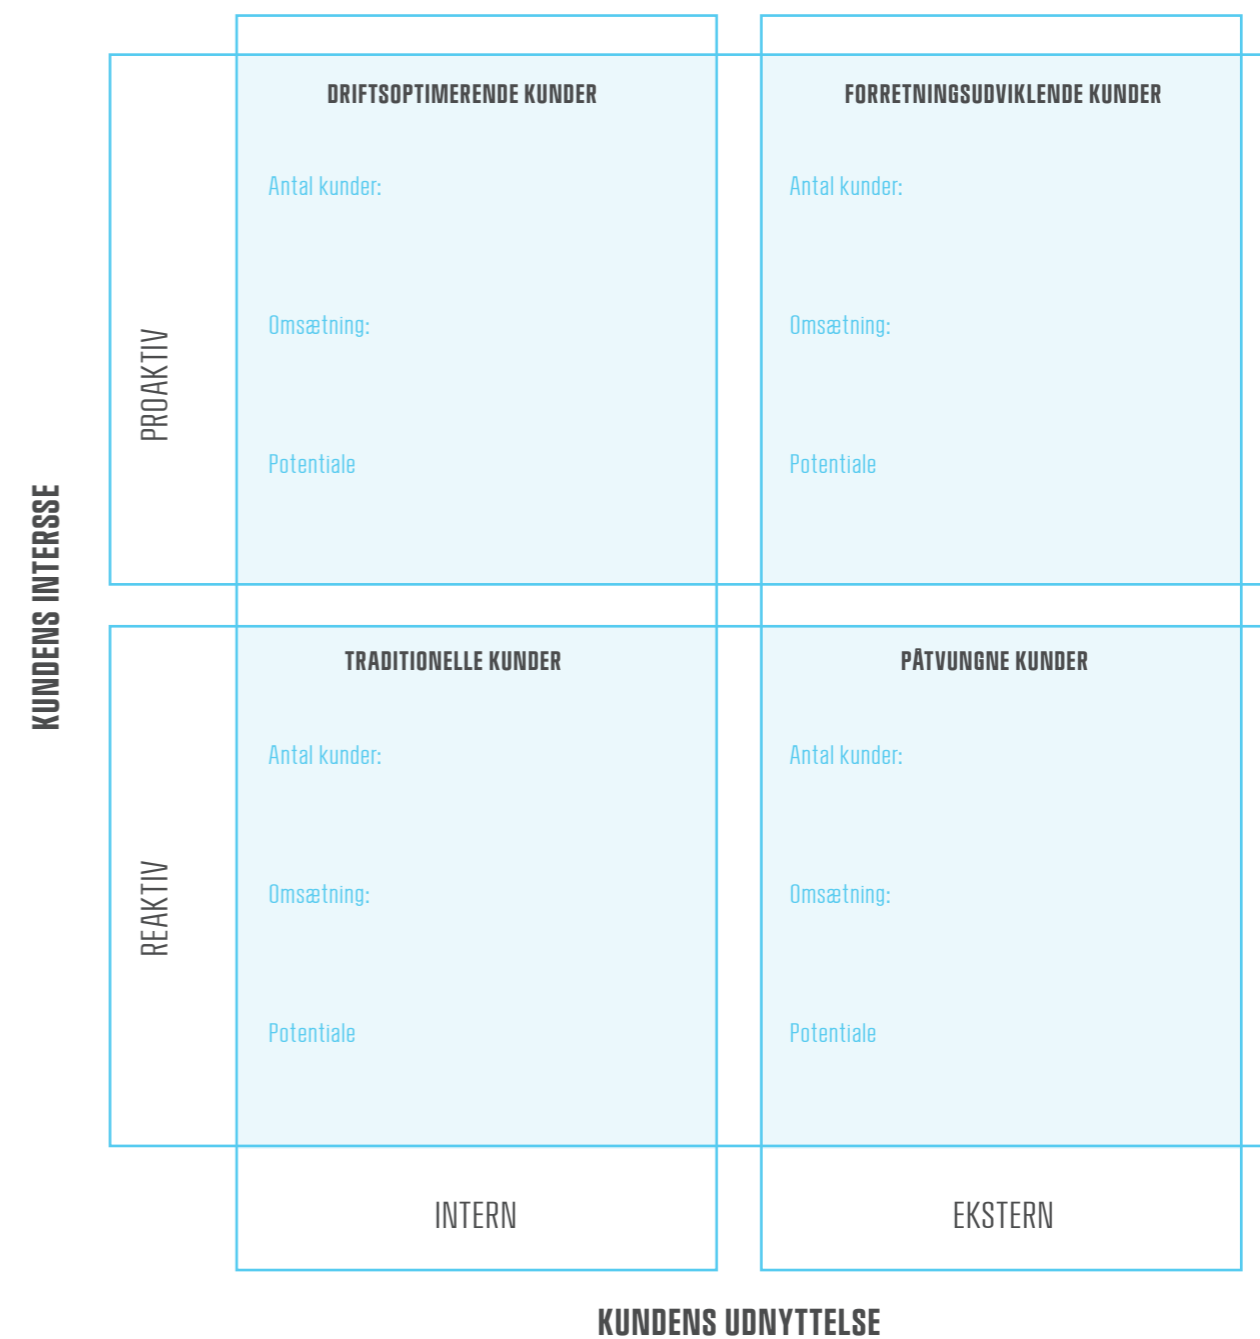 DRIFTSOPTIMERENDE KUNDER
Antal kunder:
Omsætning:
Potentiale
FORRETNINGSUDVIKLENDE KUNDER
Antal kunder:
Omsætning:
Potentiale
PROAKTIV
KUNDENS INTERSSE
TRADITIONELLE KUNDER
Antal kunder:
Omsætning:
Potentiale
PÅTVUNGNE KUNDER
Antal kunder:
Omsætning:
Potentiale
REAKTIV
INTERN
EKSTERN
KUNDENS UDNYTTELSE